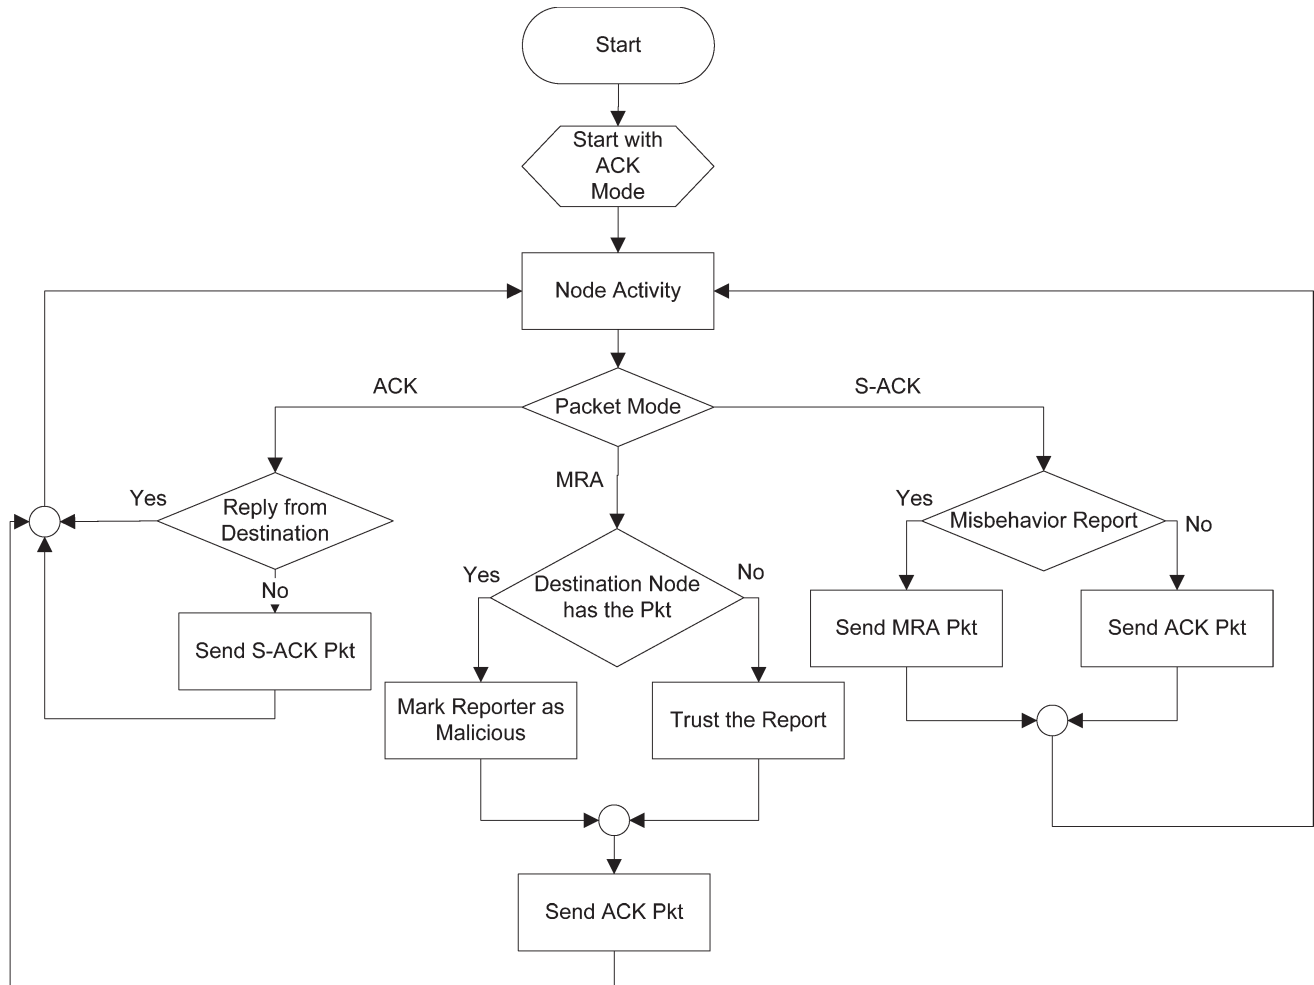 Start
Start with
ACK
Mode
Node Activity
ACK
Packet Mode
S-ACK
MRA
Yes
Reply from
Destination
No
Send S-ACK Pkt
Yes
Destination Node
has the Pkt
No
Mark Reporter as
Malicious
Trust the Report
Send ACK Pkt
Yes
Misbehavior Report
No
Send MRA Pkt
Send ACK Pkt